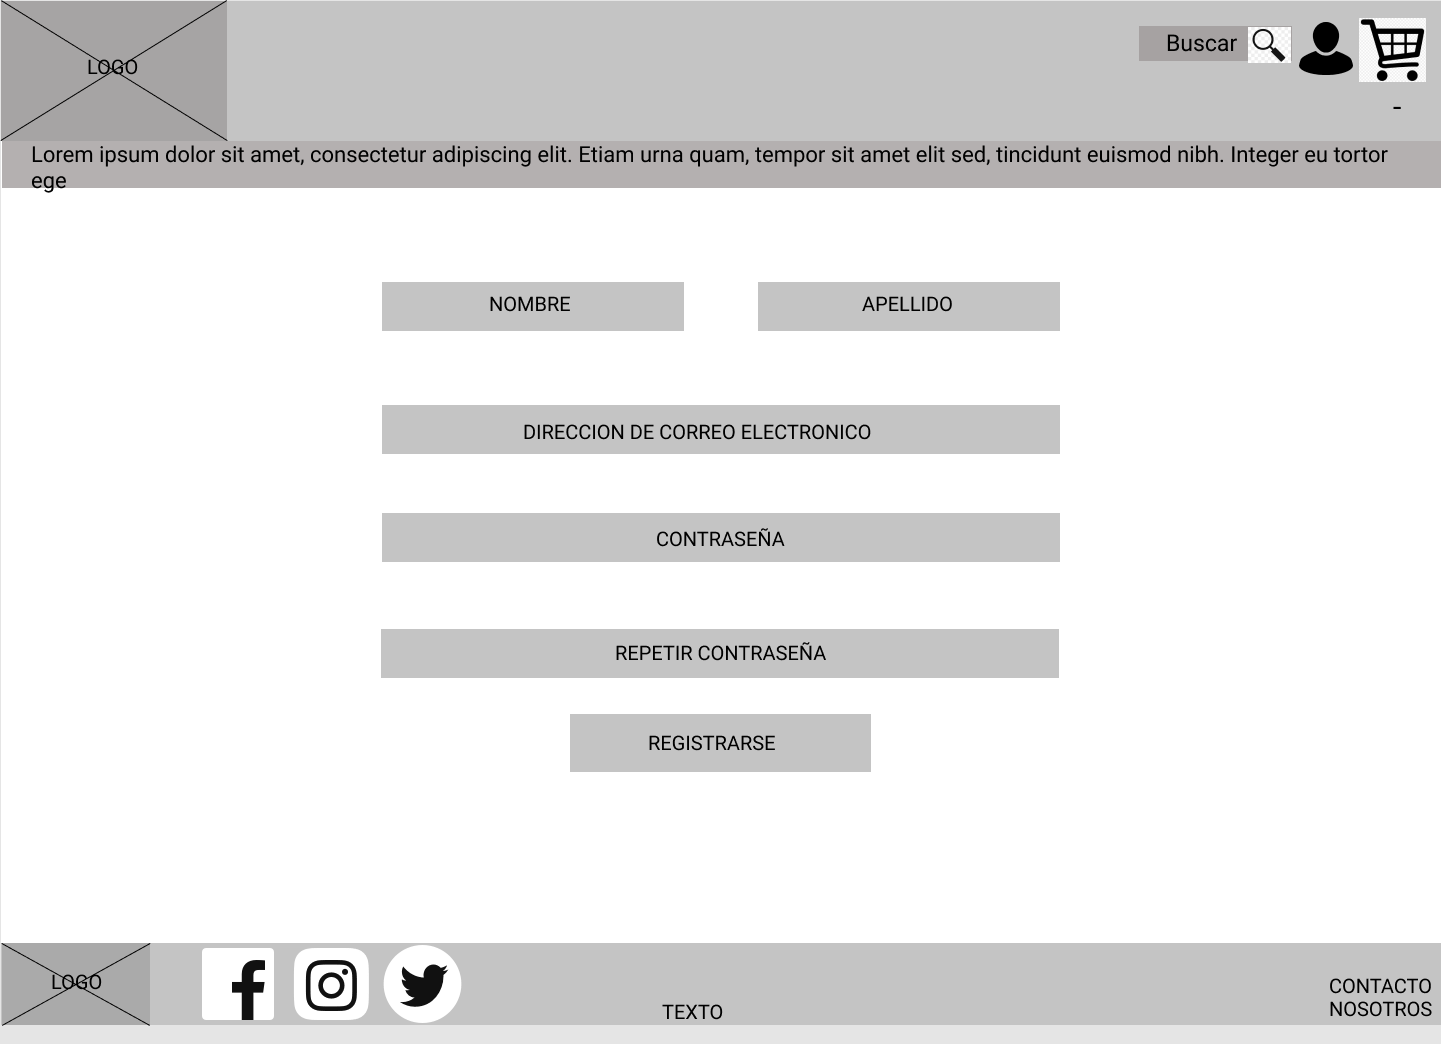 LOGO
Buscar
-
Lorem ipsum dolor sit amet, consectetur adipiscing elit. Etiam urna quam, tempor sit amet elit sed, tincidunt euismod nibh. Integer eu tortor
ege
NOMBRE
APELLIDO
DIRECCION DE CORREO ELECTRONICO
CONTRASEÑA
REPETIR CONTRASEÑA
REGISTRARSE
LOGO
TEXTO
CONTACTO
NOSOTROS